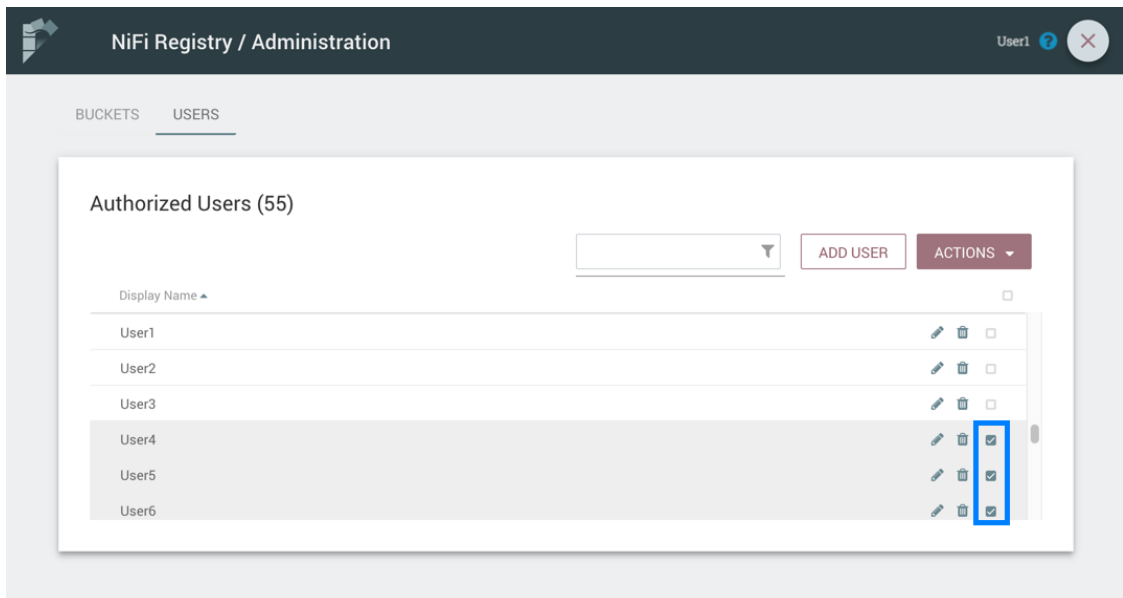 NiFi Registry / Administration
User1 ?
BUCKETS USERS
Authorized Users (55)
ADD USER ACTIONS
Display Name
User1
User2
User3
User4
User5
User6